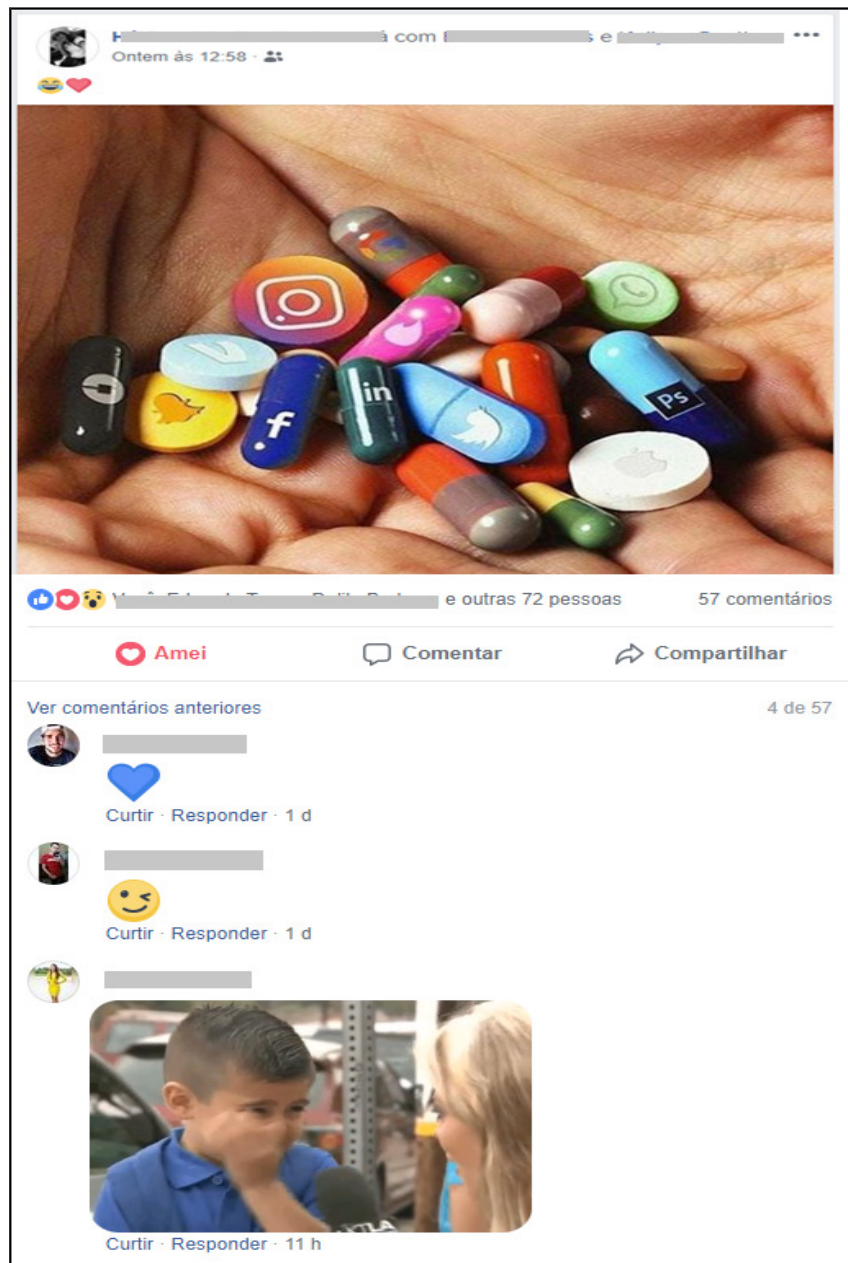 com
e
Ontem às 12:58
f
in
Ps
e outras 72 pessoas
57 comentários
Amei
Comentar
Compartilhar
Ver comentários anteriores
4 de 57
Curtir · Responder · 1 d
Curtir · Responder · 1 d
KTLA
Curtir · Responder · 11 h